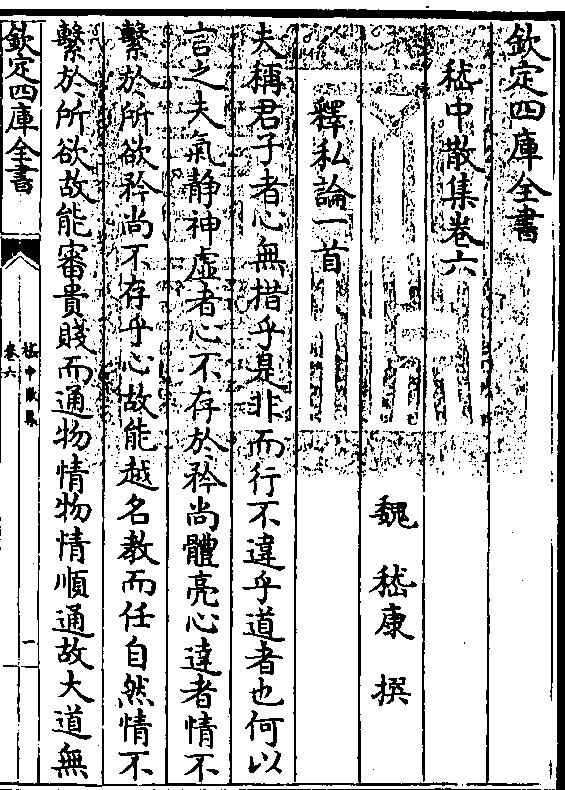 欽定四庫全書
嵇中散集卷六
魏 嵇康 撰
釋私論一首
夫稱君子者心無措乎是非而行不違乎道者也何以
言之夫氣静神虛者心不存於矜尚體亮心達者情不
繫於所欲矜尚不存乎心故能越名教而任自然情不
繫於所欲故能審貴賤而通物情物情順通故大道無
欽定四庫全書
嵇中散集
卷六
一